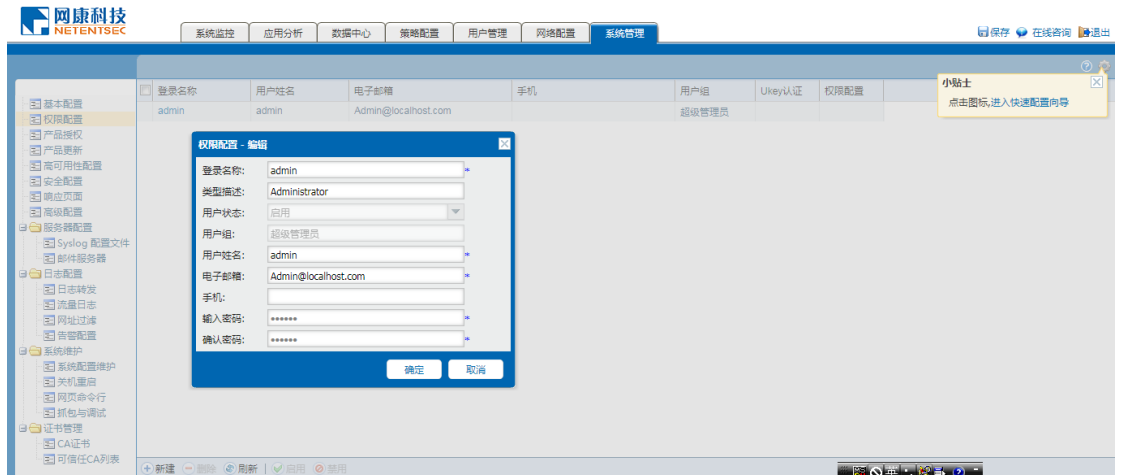 网康科技
NETENTSEC
系统监控 应用分析 数据中心 策略配置 用户管理 网络配置 系统管理
保存 在线咨询 退出
小贴士
点击图标,进入快速配置向导
登录名称 用户姓名 电子邮箱 手机 用户组 Ukey认证 权限配置
admin admin Admin@localhost.com 超级管理员
基本配置
权限配置
产品授权
产品更新
高可用性配置
安全配置
响应页面
高级配置
服务器配置
Syslog 配置文件
邮件服务器
日志配置
日志转发
流量日志
网址过滤
告警配置
系统维护
系统配置维护
关机重启
网页命令行
抓包与调试
证书管理
CA证书
可信任CA列表
权限配置 - 编辑
登录名称: admin *
类型描述: Administrator
用户状态: 启用
用户组: 超级管理员
用户姓名: admin *
电子邮箱: Admin@localhost.com *
手机:
输入密码: •••••• *
确认密码: •••••• *
确定 取消
新建 删除 刷新 启用 禁用
英